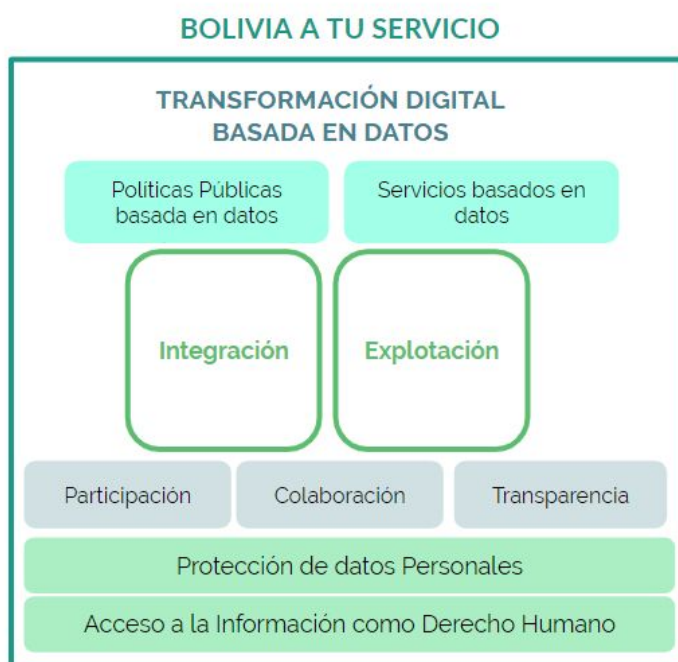 BOLIVIA A TU SERVICIO
TRANSFORMACIÓN DIGITAL
BASADA EN DATOS
Políticas Públicas
basada en datos
Servicios basados en
datos
Integración
Explotación
Participación
Colaboración
Transparencia
Protección de datos Personales
Acceso a la Información como Derecho Humano